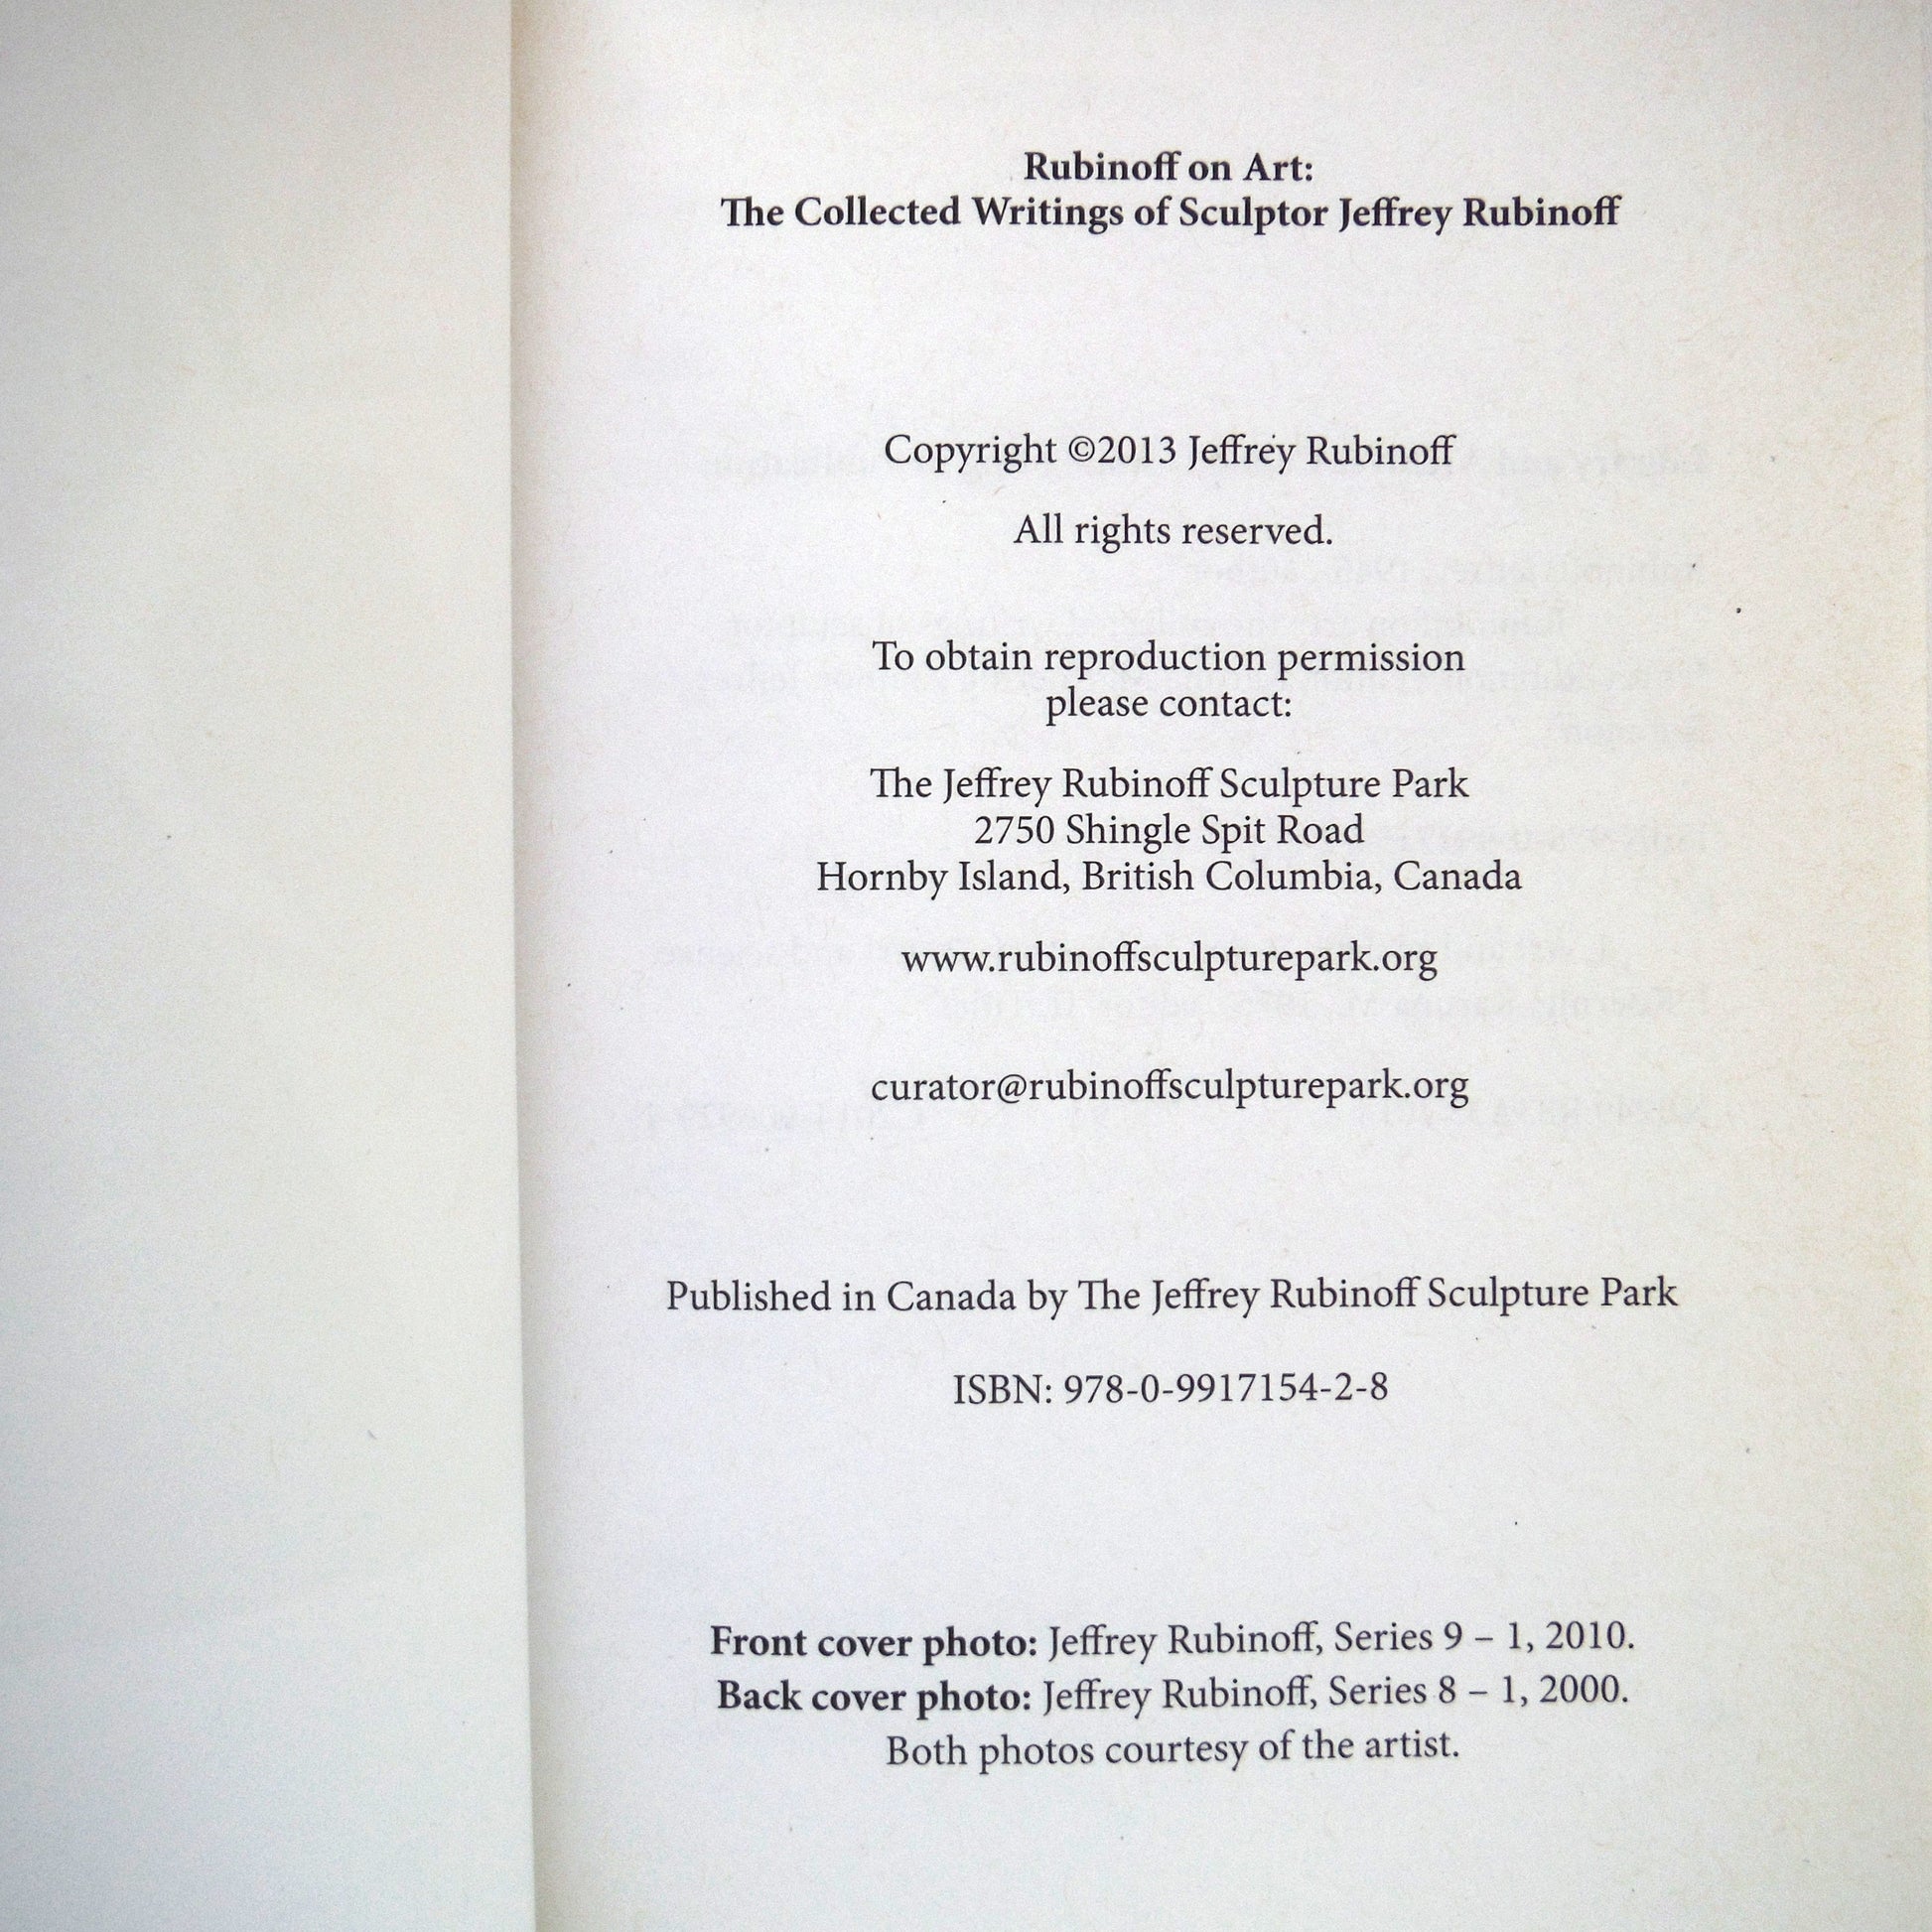 Rubinoff on Art:
The Collected Writings of Sculptor Jeffrey Rubinoff
Copyright ©2013 Jeffrey Rubinoff
All rights reserved.
To obtain reproduction permission
please contact:
The Jeffrey Rubinoff Sculpture Park
2750 Shingle Spit Road
Hornby Island, British Columbia, Canada
www.rubinoffsculpturepark.org
curator@rubinoffsculpturepark.org
Published in Canada by The Jeffrey Rubinoff Sculpture Park
ISBN: 978-0-9917154-2-8
Front cover photo: Jeffrey Rubinoff, Series 9 – 1, 2010.
Back cover photo: Jeffrey Rubinoff, Series 8 – 1, 2000.
Both photos courtesy of the artist.